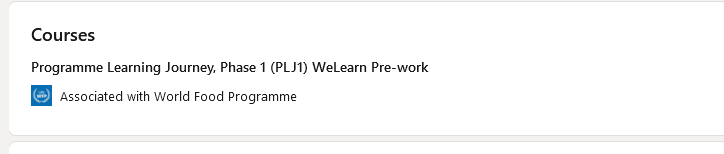 Courses
Programme Learning Journey, Phase 1 (PLJ1) WeLearn Pre-work
Associated with World Food Programme